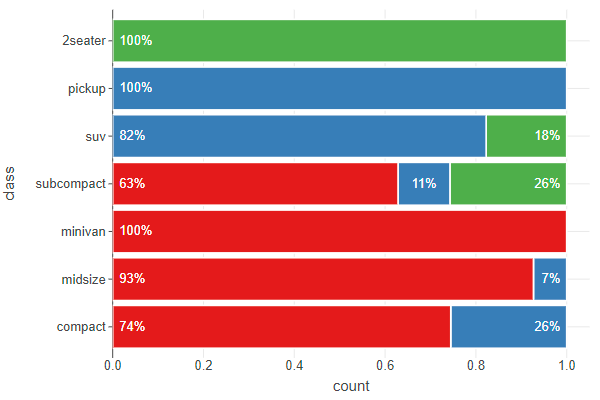 2seater 100%
pickup 100%
suv 82% 18%
subcompact 63% 11% 26%
minivan 100%
midsize 93% 7%
compact 74% 26%
0.0 0.2 0.4 0.6 0.8 1.0
count
class